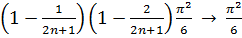 (1 − 1/(2n+1)) (1 − 2/(2n+1)) π²/6 → π²/6